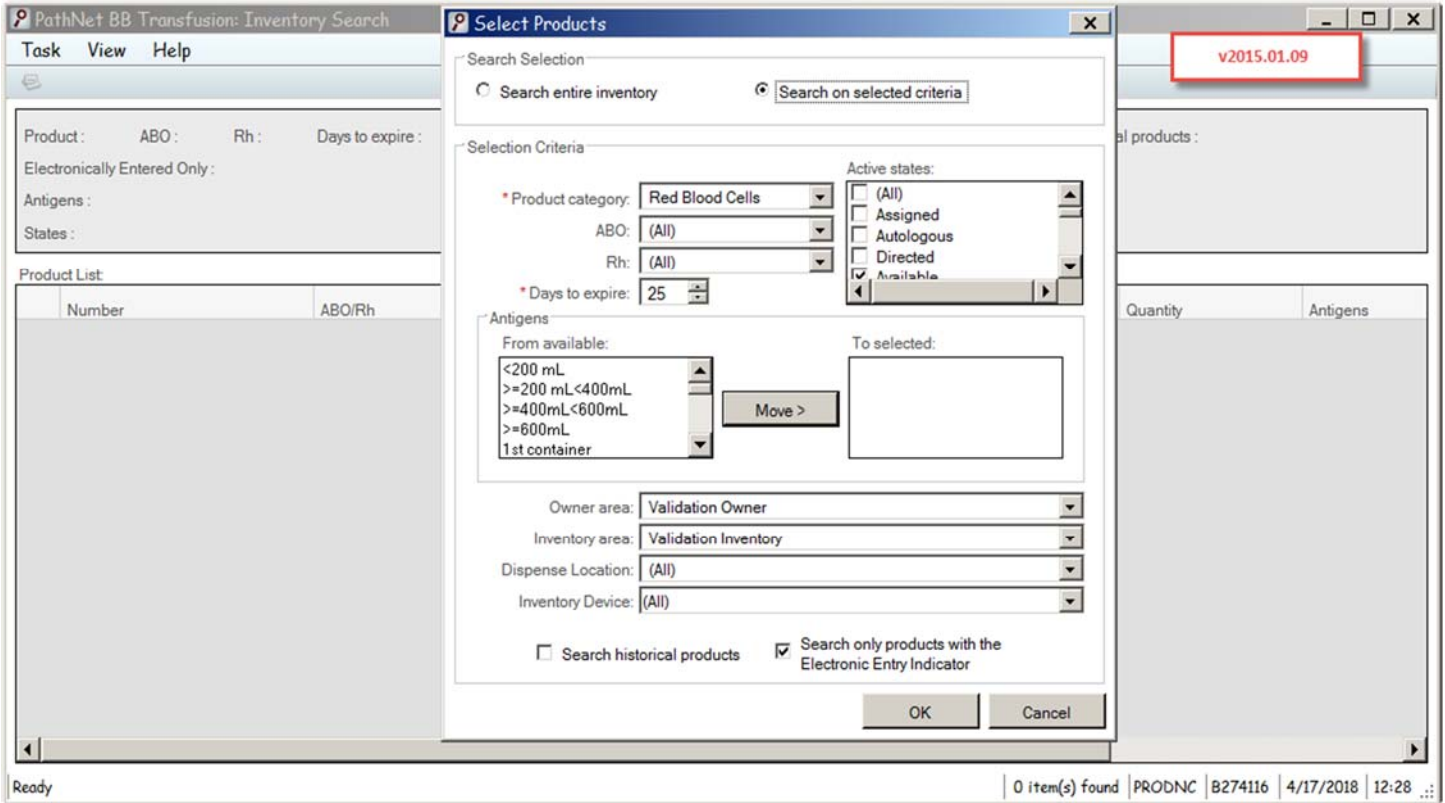 PathNet BB Transfusion: Inventory Search
Task View Help
v2015.01.09
Product : ABO : Rh : Days to expire : al products :
Electronically Entered Only :
Antigens :
States :
Product List:
Number ABO/Rh Quantity Antigens
Select Products
Search Selection
Search entire inventory Search on selected criteria
Selection Criteria
Active states:
* Product category: Red Blood Cells
ABO: (All)
Rh: (All)
* Days to expire: 25
(All)
Assigned
Autologous
Directed
Available
Antigens
From available: To selected:
<200 mL
>=200 mL<400mL
>=400mL<600mL
>=600mL
1st container
Move >
Owner area: Validation Owner
Inventory area: Validation Inventory
Dispense Location: (All)
Inventory Device: (All)
Search historical products
Search only products with the
Electronic Entry Indicator
OK Cancel
Ready 0 item(s) found PRODNC B274116 4/17/2018 12:28